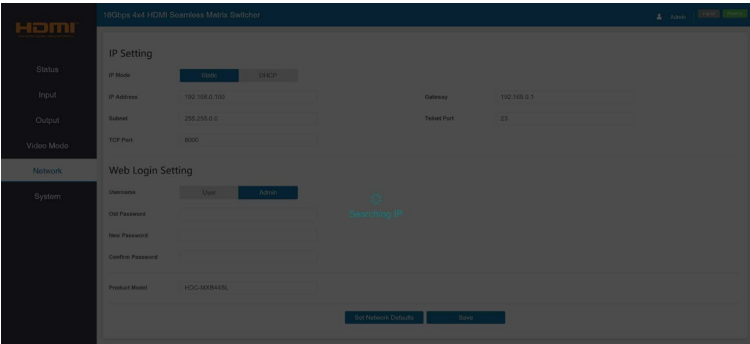 HDMI
18Gbps 4x4 HDMI Seamless Matrix Switcher
Admin
Status
Input
Output
Video Mode
Network
System
IP Setting
IP Mode Static DHCP
IP Address 192.168.0.100 Gateway 192.168.0.1
Subnet 255.255.0.0 Telnet Port 23
TCP Port 8000
Web Login Setting
Username User Admin
Old Password
New Password
Confirm Password
Searching IP
Product Model
Set Network Defaults Save